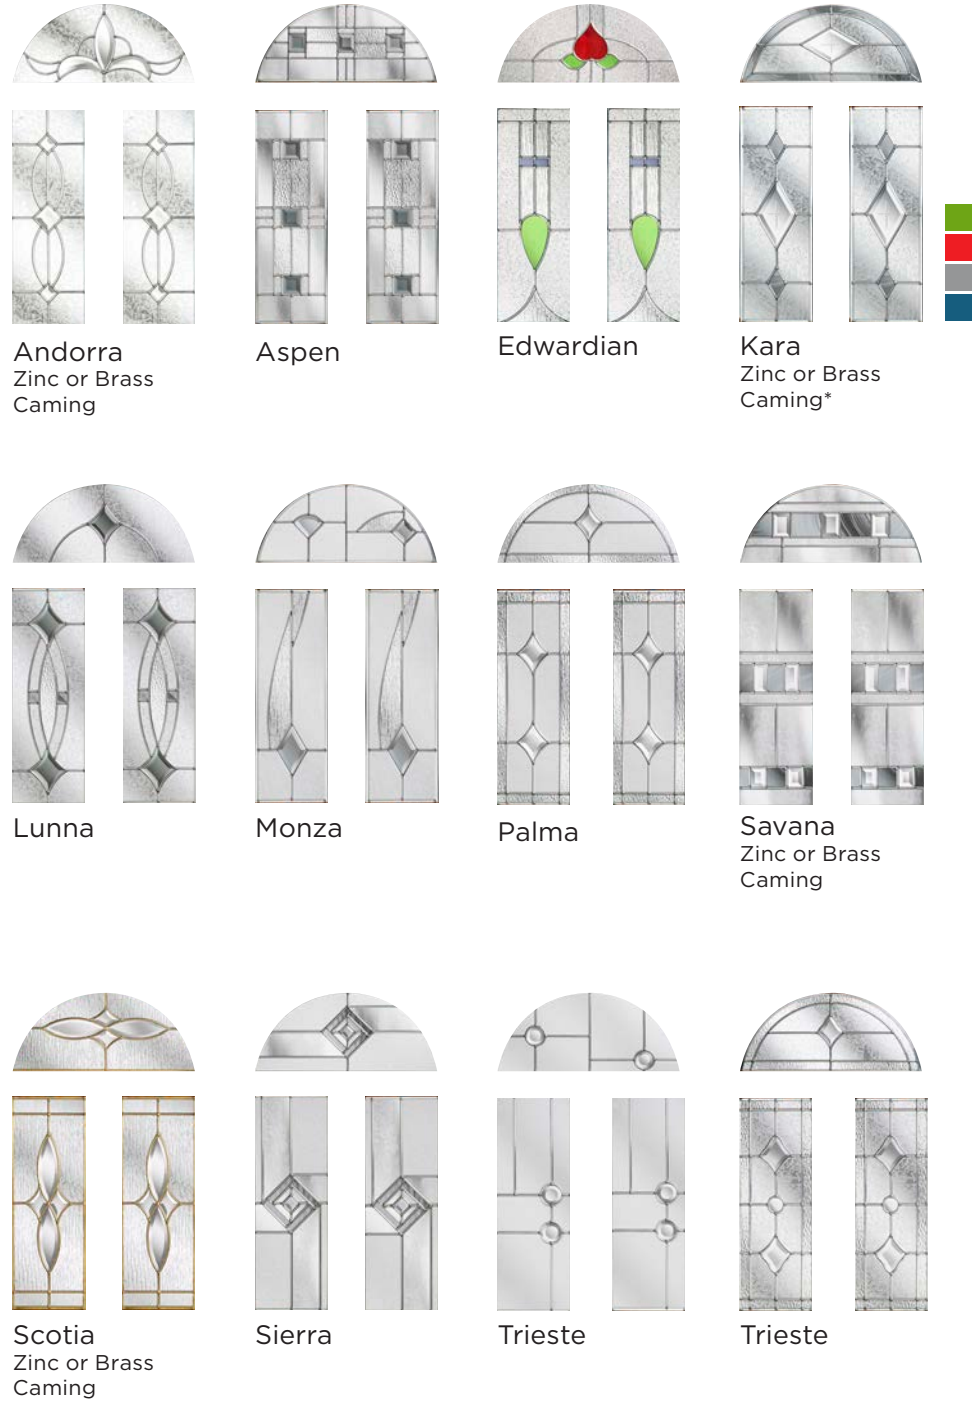 Andorra
Zinc or Brass
Caming
Aspen
Edwardian
Kara
Zinc or Brass
Caming*
Lunna
Monza
Palma
Savana
Zinc or Brass
Caming
Scotia
Zinc or Brass
Caming
Sierra
Trieste
Trieste